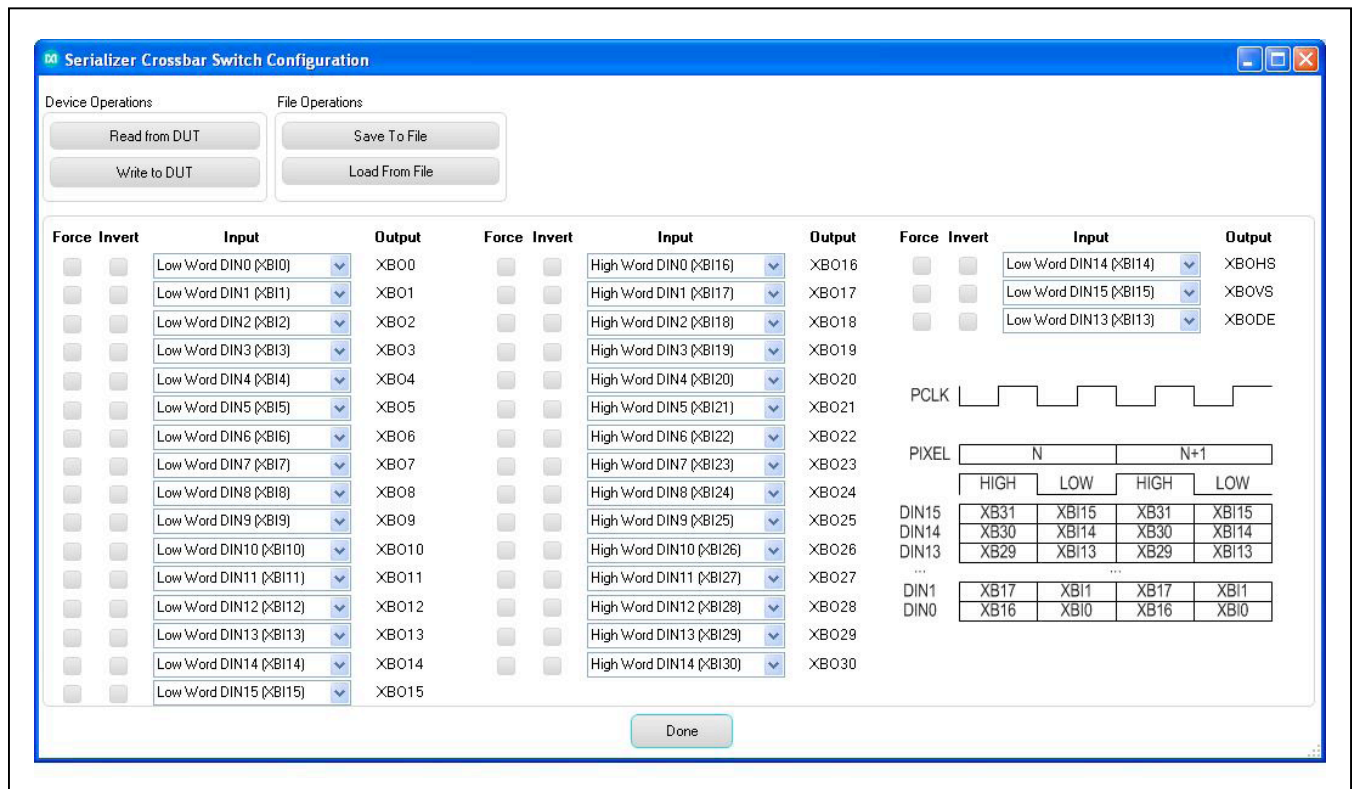 Serializer Crossbar Switch Configuration
Device Operations File Operations
Read from DUT Save To File
Write to DUT Load From File
Force Invert Input Output Force Invert Input Output Force Invert Input Output
Low Word DIN0 (XBI0) XBO0 High Word DIN0 (XBI16) XBO16 Low Word DIN14 (XBI14) XBOHS
Low Word DIN1 (XBI1) XBO1 High Word DIN1 (XBI17) XBO17 Low Word DIN15 (XBI15) XBOVS
Low Word DIN2 (XBI2) XBO2 High Word DIN2 (XBI18) XBO18 Low Word DIN13 (XBI13) XBODE
Low Word DIN3 (XBI3) XBO3 High Word DIN3 (XBI19) XBO19
Low Word DIN4 (XBI4) XBO4 High Word DIN4 (XBI20) XBO20
Low Word DIN5 (XBI5) XBO5 High Word DIN5 (XBI21) XBO21
Low Word DIN6 (XBI6) XBO6 High Word DIN6 (XBI22) XBO22
Low Word DIN7 (XBI7) XBO7 High Word DIN7 (XBI23) XBO23
Low Word DIN8 (XBI8) XBO8 High Word DIN8 (XBI24) XBO24
Low Word DIN9 (XBI9) XBO9 High Word DIN9 (XBI25) XBO25
Low Word DIN10 (XBI10) XBO10 High Word DIN10 (XBI26) XBO26
Low Word DIN11 (XBI11) XBO11 High Word DIN11 (XBI27) XBO27
Low Word DIN12 (XBI12) XBO12 High Word DIN12 (XBI28) XBO28
Low Word DIN13 (XBI13) XBO13 High Word DIN13 (XBI29) XBO29
Low Word DIN14 (XBI14) XBO14 High Word DIN14 (XBI30) XBO30
Low Word DIN15 (XBI15) XBO15
PCLK
PIXEL N N+1
HIGH LOW HIGH LOW
DIN15 XB31 XBI15 XB31 XBI15
DIN14 XB30 XBI14 XB30 XBI14
DIN13 XB29 XBI13 XB29 XBI13
... ...
DIN1 XB17 XBI1 XB17 XBI1
DIN0 XB16 XBI0 XB16 XBI0
Done